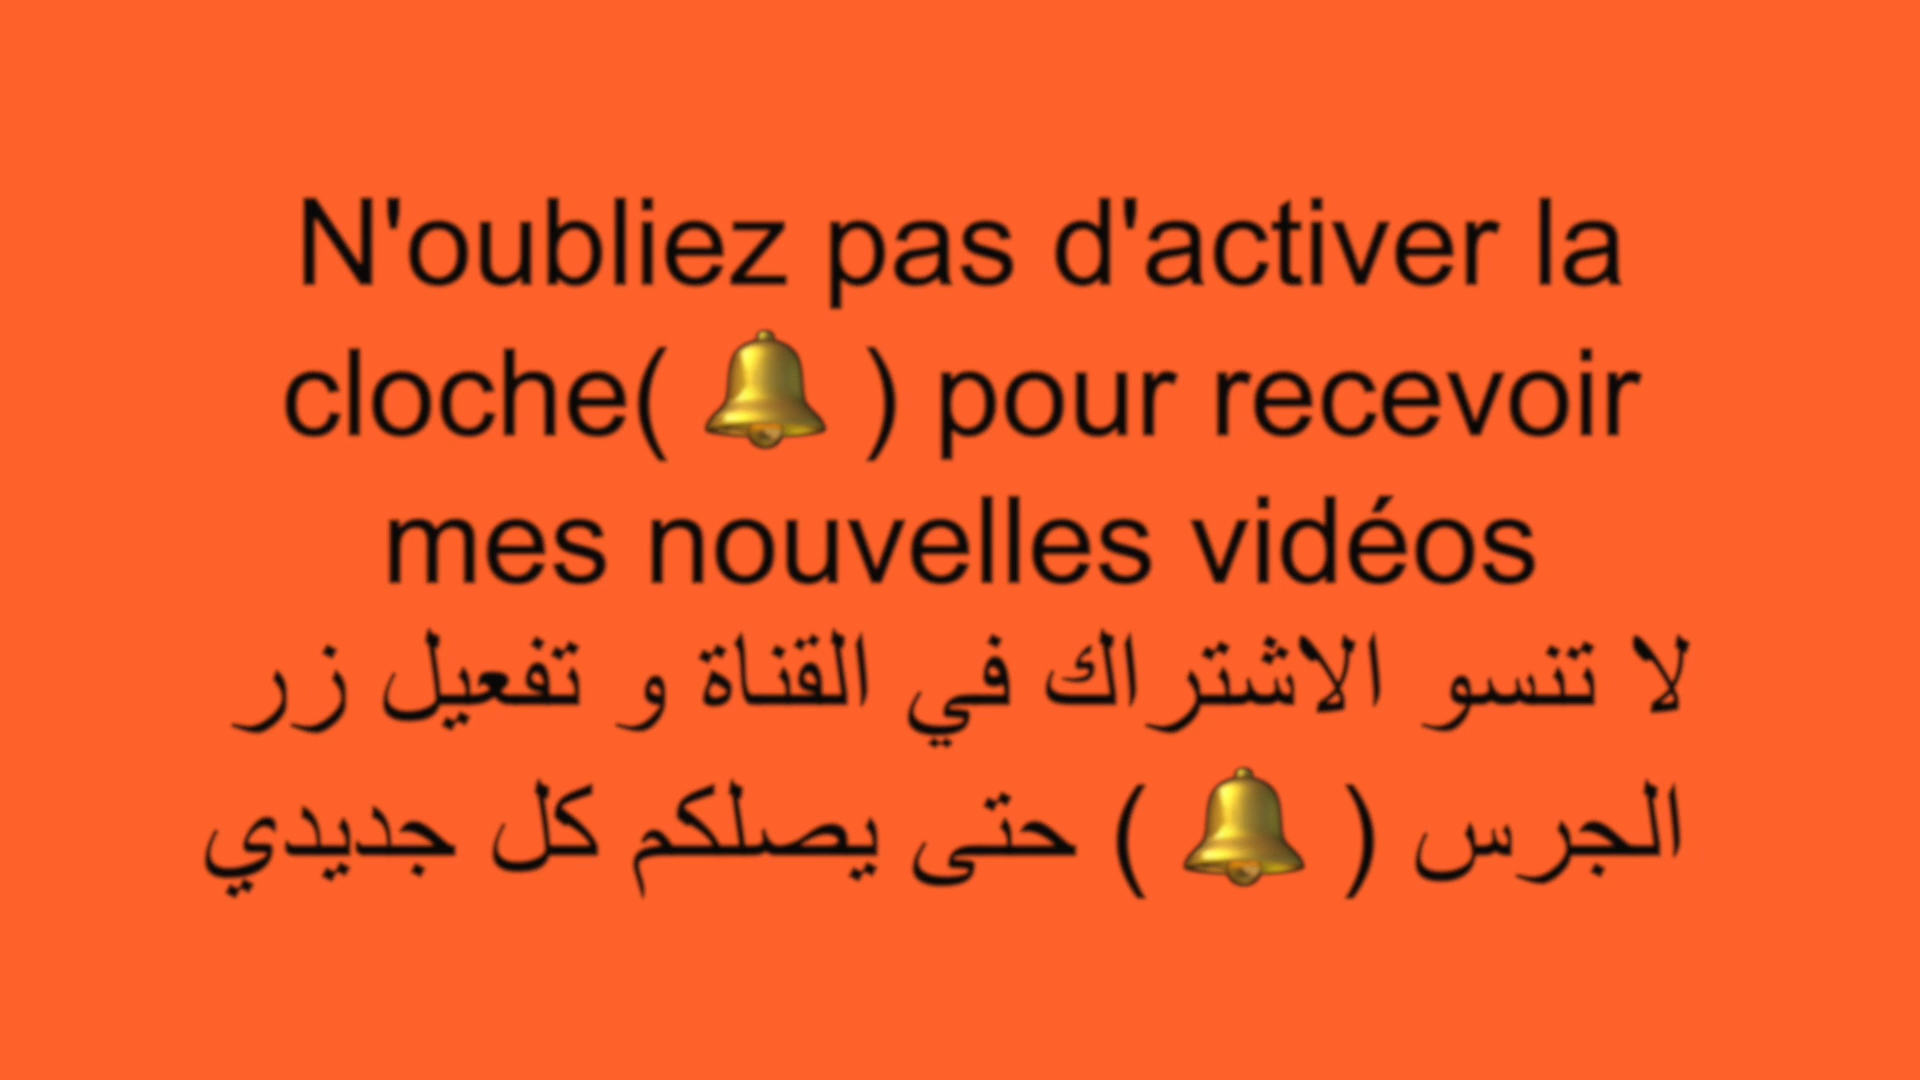 N'oubliez pas d'activer la
cloche( 🔔 ) pour recevoir
mes nouvelles vidéos
لا تنسو الاشتراك في القناة و تفعيل زر
الجرس ( 🔔 ) حتى يصلكم كل جديدي